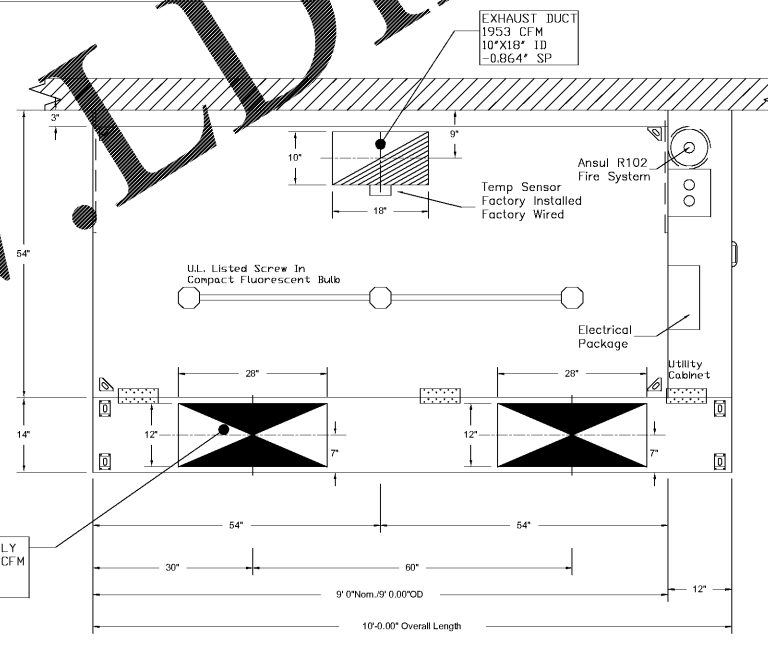 .LDI
EXHAUST DUCT
1953 CFM
10"X18" ID
-0.864" SP
3"
9"
10"
18"
Ansul R102
Fire System
Temp Sensor
Factory Installed
Factory Wired
54"
U.L. Listed Screw In
Compact Fluorescent Bulb
Electrical
Package
Utility
Cabinet
28"
28"
14"
12"
7"
12"
7"
LY
CFM
54"
54"
30"
60"
12"
9' 0"Nom./9' 0.00"OD
10'-0.00" Overall Length